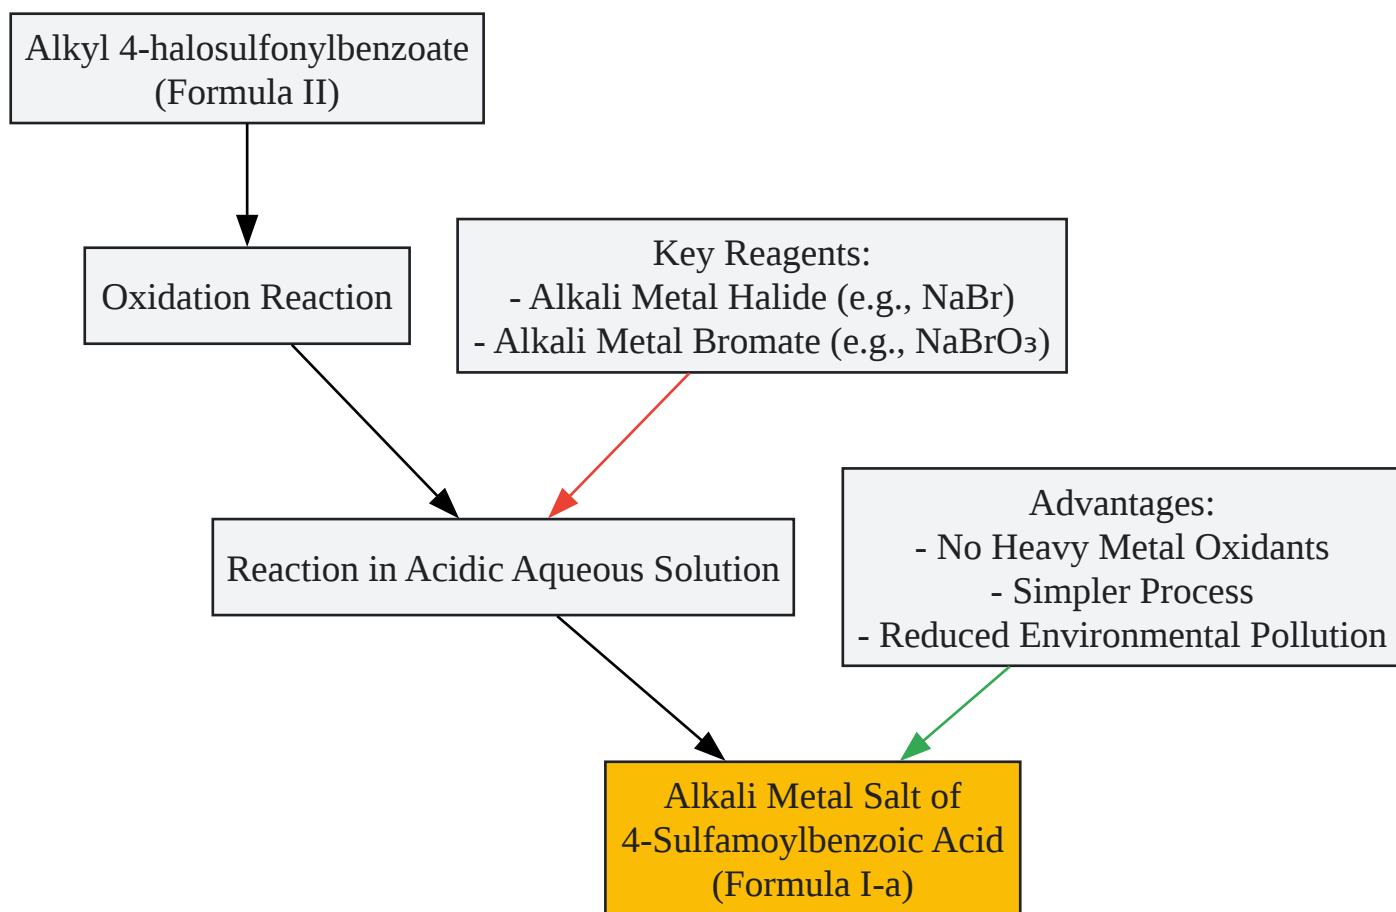 Alkyl 4-halosulfonylbenzoate
(Formula II)
Oxidation Reaction
Key Reagents:
- Alkali Metal Halide (e.g., NaBr)
- Alkali Metal Bromate (e.g., NaBrO₃)
Reaction in Acidic Aqueous Solution
Advantages:
- No Heavy Metal Oxidants
- Simpler Process
- Reduced Environmental Pollution
Alkali Metal Salt of
4-Sulfamoylbenzoic Acid
(Formula I-a)